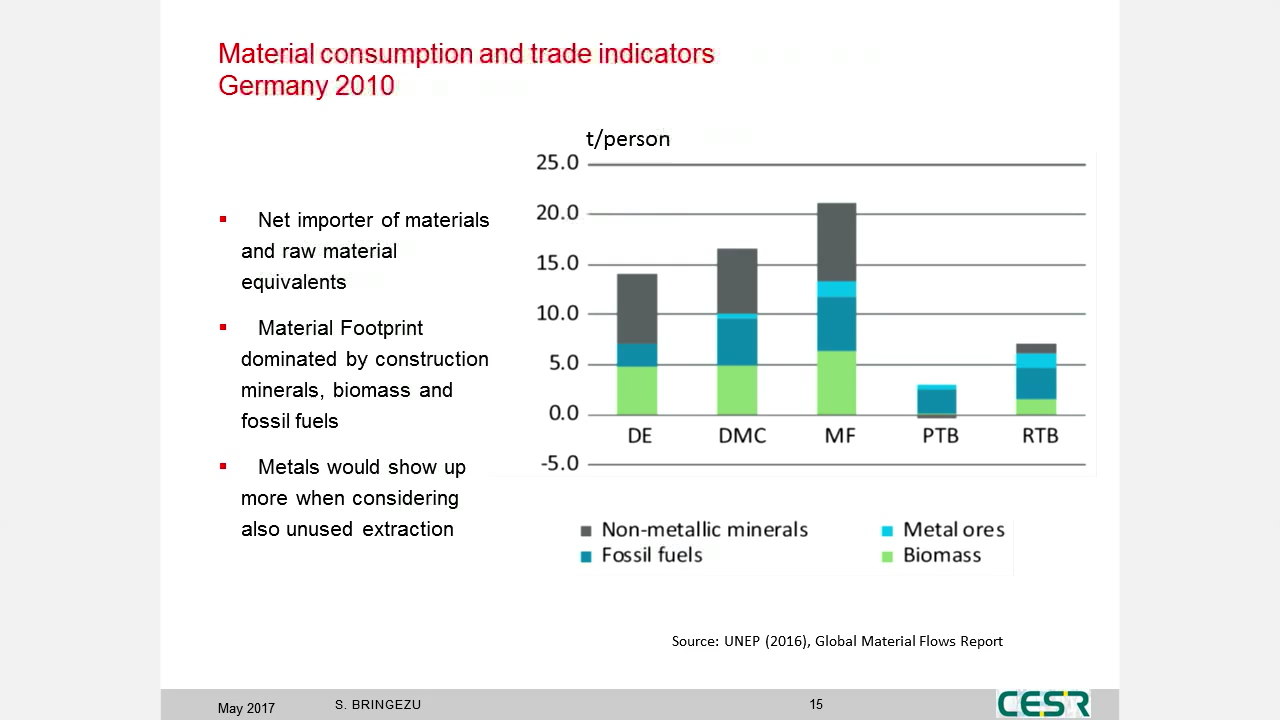 Material consumption and trade indicators
Germany 2010
Net importer of materials
and raw material
equivalents
Material Footprint
dominated by construction
minerals, biomass and
fossil fuels
Metals would show up
more when considering
also unused extraction
t/person
25.0
20.0
15.0
10.0
5.0
0.0
-5.0
DE DMC MF PTB RTB
Non-metallic minerals Metal ores
Fossil fuels Biomass
Source: UNEP (2016), Global Material Flows Report
May 2017 S. BRINGEZU 15 CESR